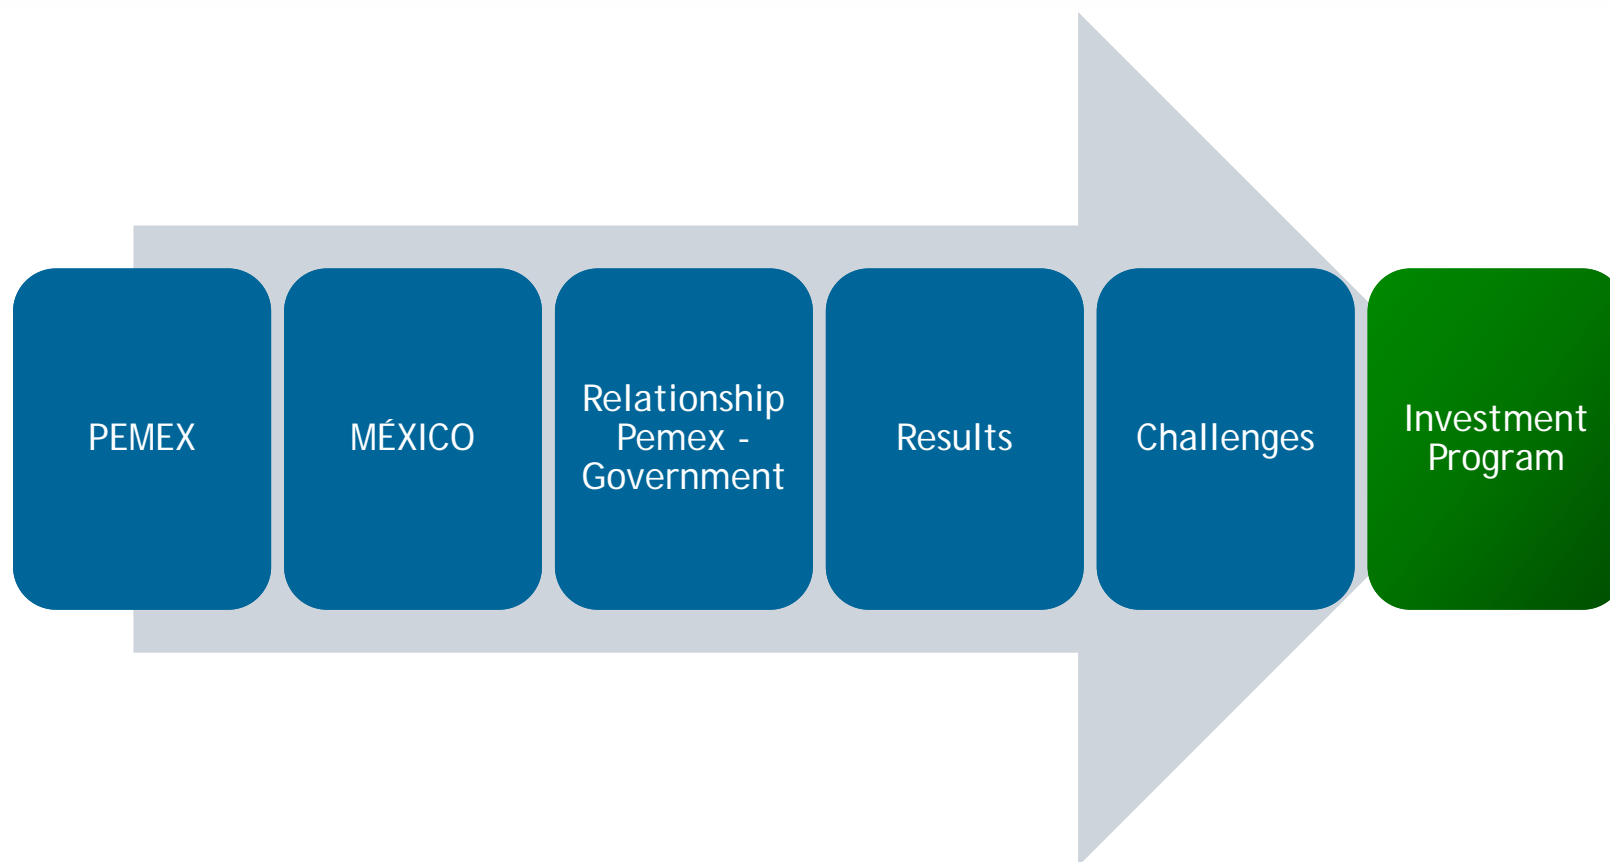 PEMEX
MÉXICO
Relationship
Pemex -
Government
Results
Challenges
Investment
Program